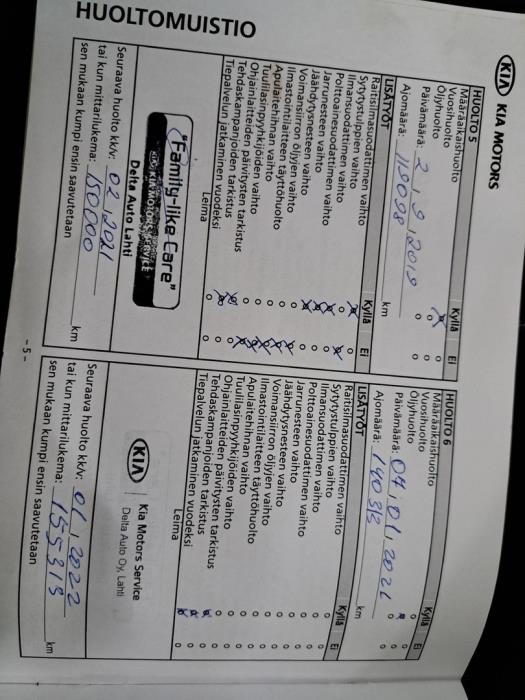 KIA KIA MOTORS
HUOLTOMUISTIO
HUOLTO 5 Kyllä Ei
Määräaikaishuolto
Vuosihuolto
Öljyhuolto
Päivämäärä: 2 . 9 . 2019
Ajomäärä: 119098 km
LISÄTYÖT Kyllä Ei
Raitisilmasuodattimen vaihto
Sytytystulppien vaihto
Ilmansuodattimen vaihto
Polttoainesuodattimen vaihto
Jarrunesteen vaihto
Jäähdytysnesteen vaihto
Voimansiirron öljyjen vaihto
Ilmastointilaitteen täyttöhuolto
Apulaitehihnan vaihto
Tuulilasinpyyhkijöiden vaihto
Ohjainlaitteiden päivitysten tarkistus
Tehdaskampanjoiden tarkistus
Tiepalvelun jatkaminen vuodeksi
Leima
"Family-like Care"
KIA MOTORS SERVICE
Delta Auto Lahti
Seuraava huolto kk/v: 02 / 2021
tai kun mittarilukema: 150000 km
sen mukaan kumpi ensin saavutetaan
HUOLTO 6 Kyllä Ei
Määräaikaishuolto
Vuosihuolto
Öljyhuolto
Päivämäärä: 04 . 01 . 2021
Ajomäärä: 140313 km
LISÄTYÖT Kyllä Ei
Raitisilmasuodattimen vaihto
Sytytystulppien vaihto
Ilmansuodattimen vaihto
Polttoainesuodattimen vaihto
Jarrunesteen vaihto
Jäähdytysnesteen vaihto
Voimansiirron öljyjen vaihto
Ilmastointilaitteen täyttöhuolto
Apulaitehihnan vaihto
Tuulilasinpyyhkijöiden vaihto
Ohjainlaitteiden päivitysten tarkistus
Tehdaskampanjoiden tarkistus
Tiepalvelun jatkaminen vuodeksi
Leima
KIA Kia Motors Service
Delta Auto Oy, Lahti
Seuraava huolto kk/v: 01 / 2022
tai kun mittarilukema: 155313 km
sen mukaan kumpi ensin saavutetaan
- 5 -